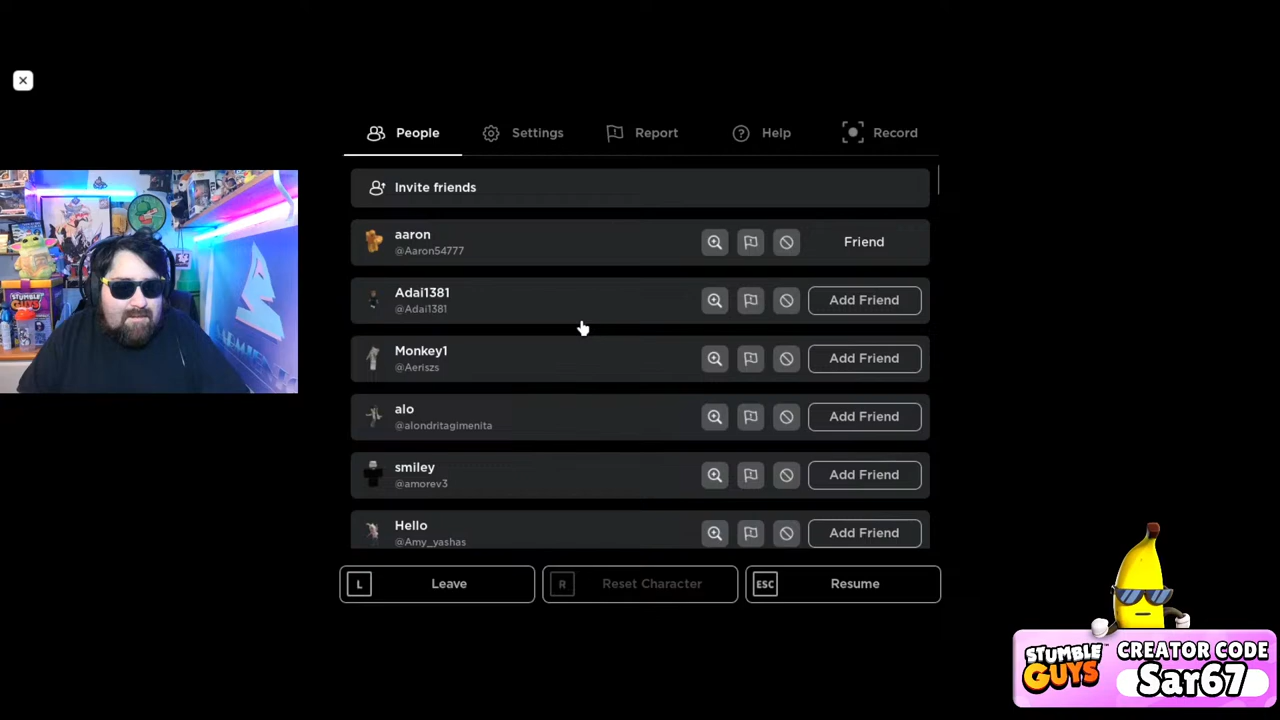 People
Settings
Report
Help
Record
Invite friends
aaron
@Aaron54777
Friend
Adai1381
@Adai1381
Add Friend
Monkey1
@Aeriszs
Add Friend
alo
@alondritagimenita
Add Friend
smiley
@amorev3
Add Friend
Hello
@Amy_yashas
Add Friend
L Leave
R Reset Character
ESC Resume
STUMBLE GUYS
STUMBLE
GUYS
CREATOR CODE
Sar67